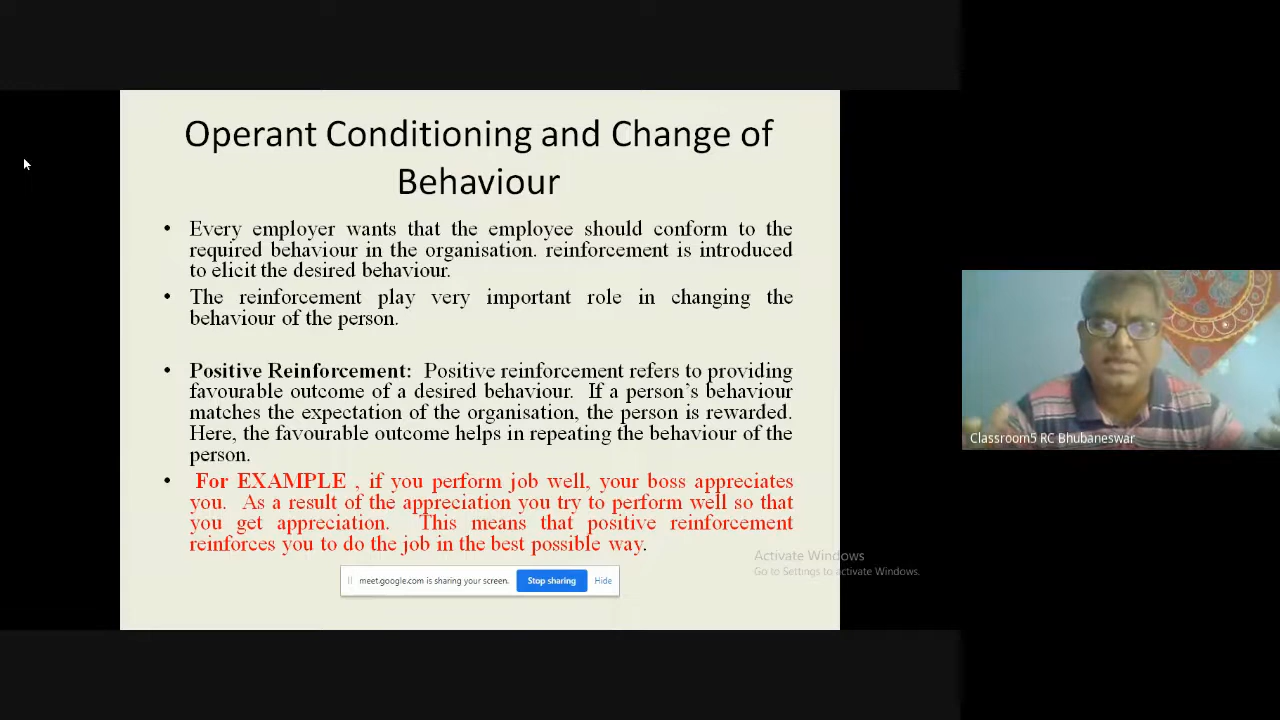 Operant Conditioning and Change of
Behaviour
• Every employer wants that the employee should conform to the
required behaviour in the organisation. reinforcement is introduced
to elicit the desired behaviour.
• The reinforcement play very important role in changing the
behaviour of the person.
• Positive Reinforcement: Positive reinforcement refers to providing
favourable outcome of a desired behaviour. If a person's behaviour
matches the expectation of the organisation, the person is rewarded.
Here, the favourable outcome helps in repeating the behaviour of the
person.
• For EXAMPLE , if you perform job well, your boss appreciates
you. As a result of the appreciation you try to perform well so that
you get appreciation. This means that positive reinforcement
reinforces you to do the job in the best possible way.
meet.google.com is sharing your screen. Stop sharing Hide
Activate Windows
Go to Settings to activate Windows.
Classroom5 RC Bhubaneswar